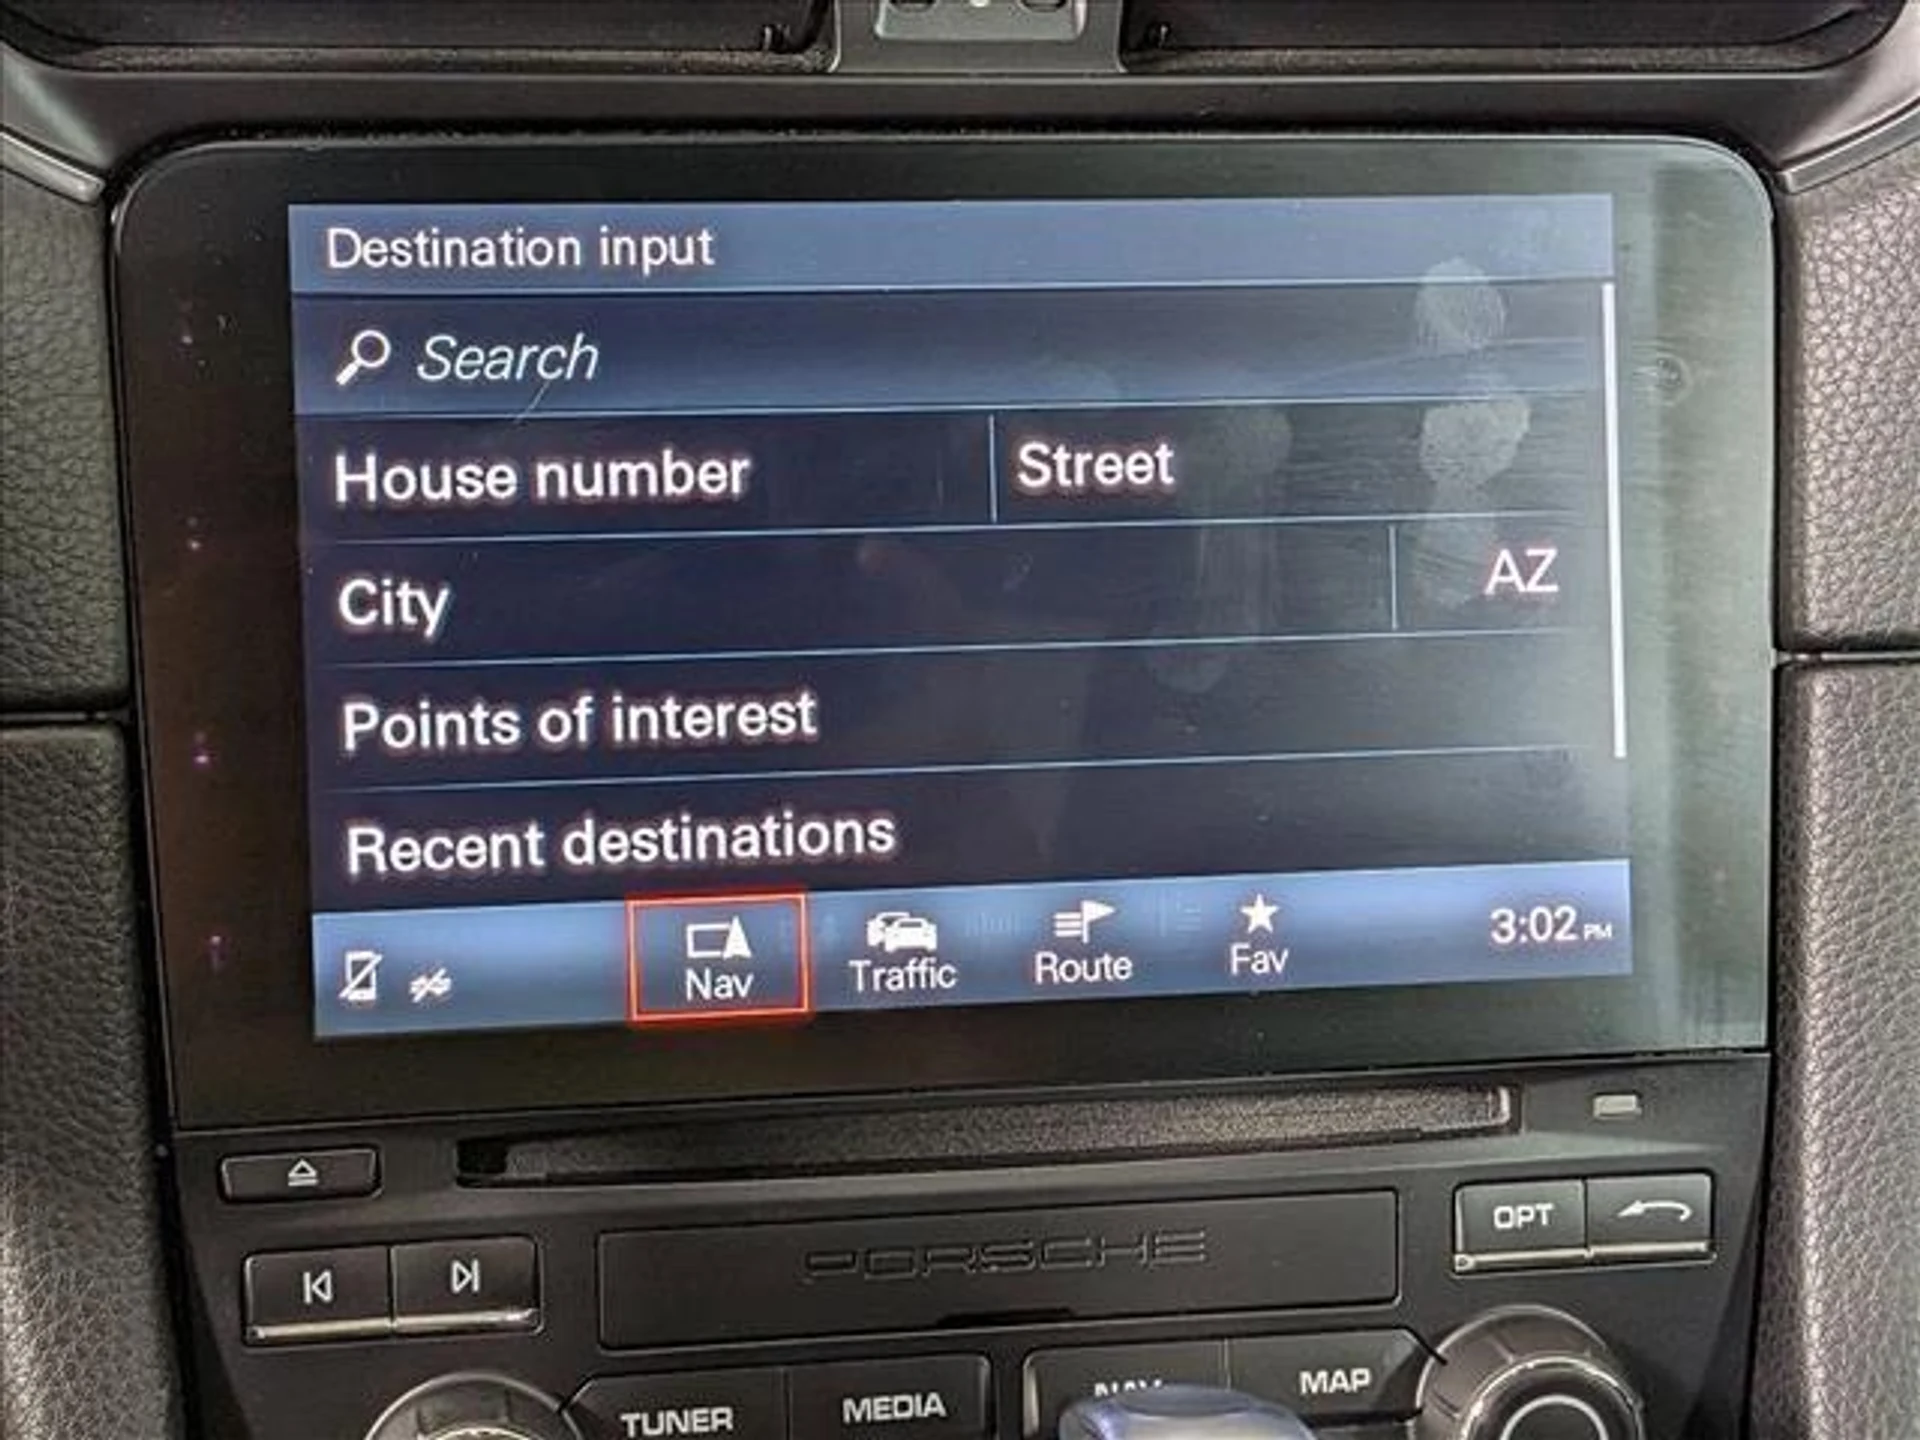 Destination input
Search
House number Street
City AZ
Points of interest
Recent destinations
Nav Traffic Route Fav 3:02 PM
OPT
PORSCHE
TUNER MEDIA NAV MAP